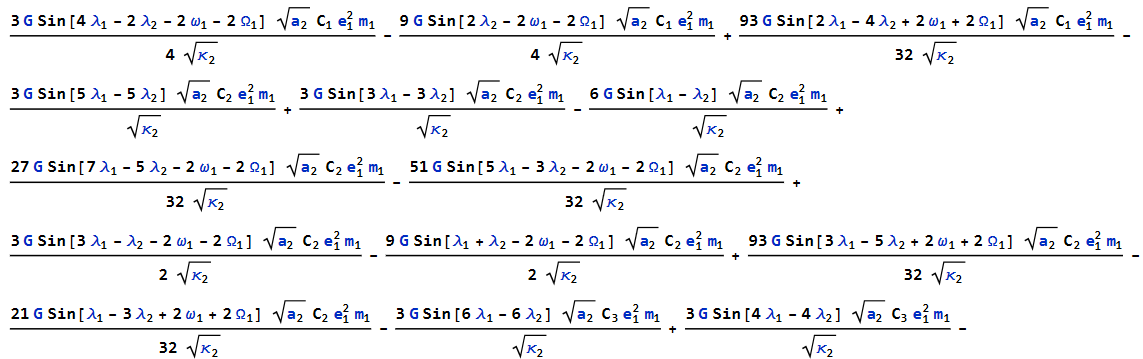 3 G Sin[4 λ₁ − 2 λ₂ − 2 ω₁ − 2 Ω₁] √a₂ C₁ e₁² m₁ / 4 √κ₂ − 9 G Sin[2 λ₂ − 2 ω₁ − 2 Ω₁] √a₂ C₁ e₁² m₁ / 4 √κ₂ + 93 G Sin[2 λ₁ − 4 λ₂ + 2 ω₁ + 2 Ω₁] √a₂ C₁ e₁² m₁ / 32 √κ₂ −
3 G Sin[5 λ₁ − 5 λ₂] √a₂ C₂ e₁² m₁ / √κ₂ + 3 G Sin[3 λ₁ − 3 λ₂] √a₂ C₂ e₁² m₁ / √κ₂ − 6 G Sin[λ₁ − λ₂] √a₂ C₂ e₁² m₁ / √κ₂ +
27 G Sin[7 λ₁ − 5 λ₂ − 2 ω₁ − 2 Ω₁] √a₂ C₂ e₁² m₁ / 32 √κ₂ − 51 G Sin[5 λ₁ − 3 λ₂ − 2 ω₁ − 2 Ω₁] √a₂ C₂ e₁² m₁ / 32 √κ₂ +
3 G Sin[3 λ₁ − λ₂ − 2 ω₁ − 2 Ω₁] √a₂ C₂ e₁² m₁ / 2 √κ₂ − 9 G Sin[λ₁ + λ₂ − 2 ω₁ − 2 Ω₁] √a₂ C₂ e₁² m₁ / 2 √κ₂ + 93 G Sin[3 λ₁ − 5 λ₂ + 2 ω₁ + 2 Ω₁] √a₂ C₂ e₁² m₁ / 32 √κ₂ −
21 G Sin[λ₁ − 3 λ₂ + 2 ω₁ + 2 Ω₁] √a₂ C₂ e₁² m₁ / 32 √κ₂ − 3 G Sin[6 λ₁ − 6 λ₂] √a₂ C₃ e₁² m₁ / √κ₂ + 3 G Sin[4 λ₁ − 4 λ₂] √a₂ C₃ e₁² m₁ / √κ₂ −